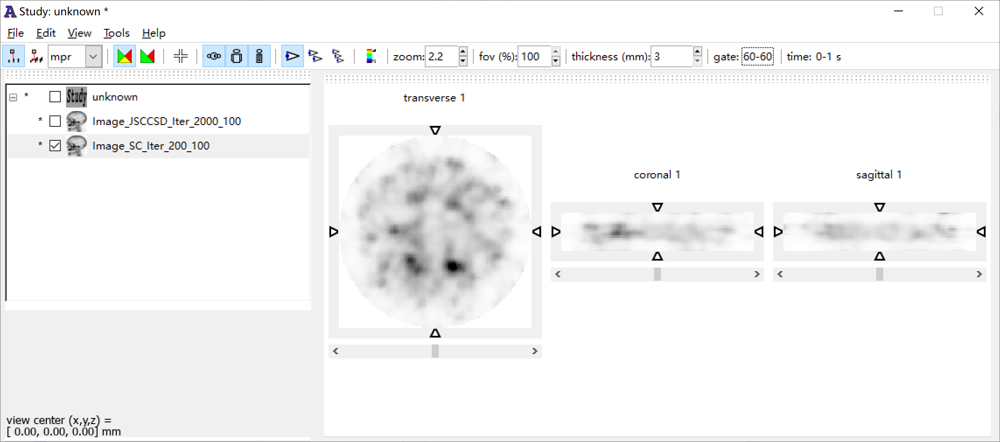 Study: unknown *
File Edit View Tools Help
mpr zoom: 2.2 fov (%): 100 thickness (mm): 3 gate: 60-60 time: 0-1 s
* Study unknown
* Image_JSCCSD_Iter_2000_100
* Image_SC_Iter_200_100
transverse 1
coronal 1
sagittal 1
view center (x,y,z) =
[ 0.00, 0.00, 0.00] mm